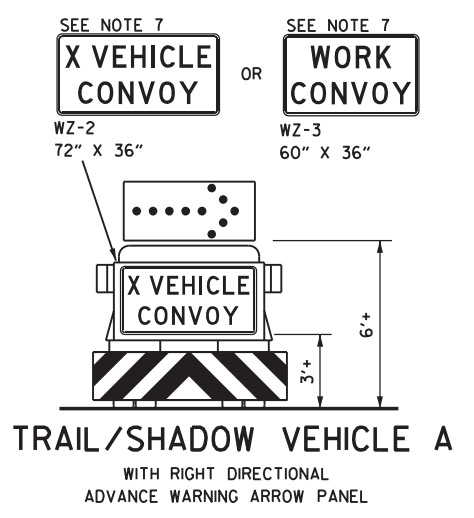 SEE NOTE 7
X VEHICLE
CONVOY
WZ-2
72" X 36"
OR
SEE NOTE 7
WORK
CONVOY
WZ-3
60" X 36"
X VEHICLE
CONVOY
3'+
6'+
TRAIL/SHADOW VEHICLE A
WITH RIGHT DIRECTIONAL
ADVANCE WARNING ARROW PANEL